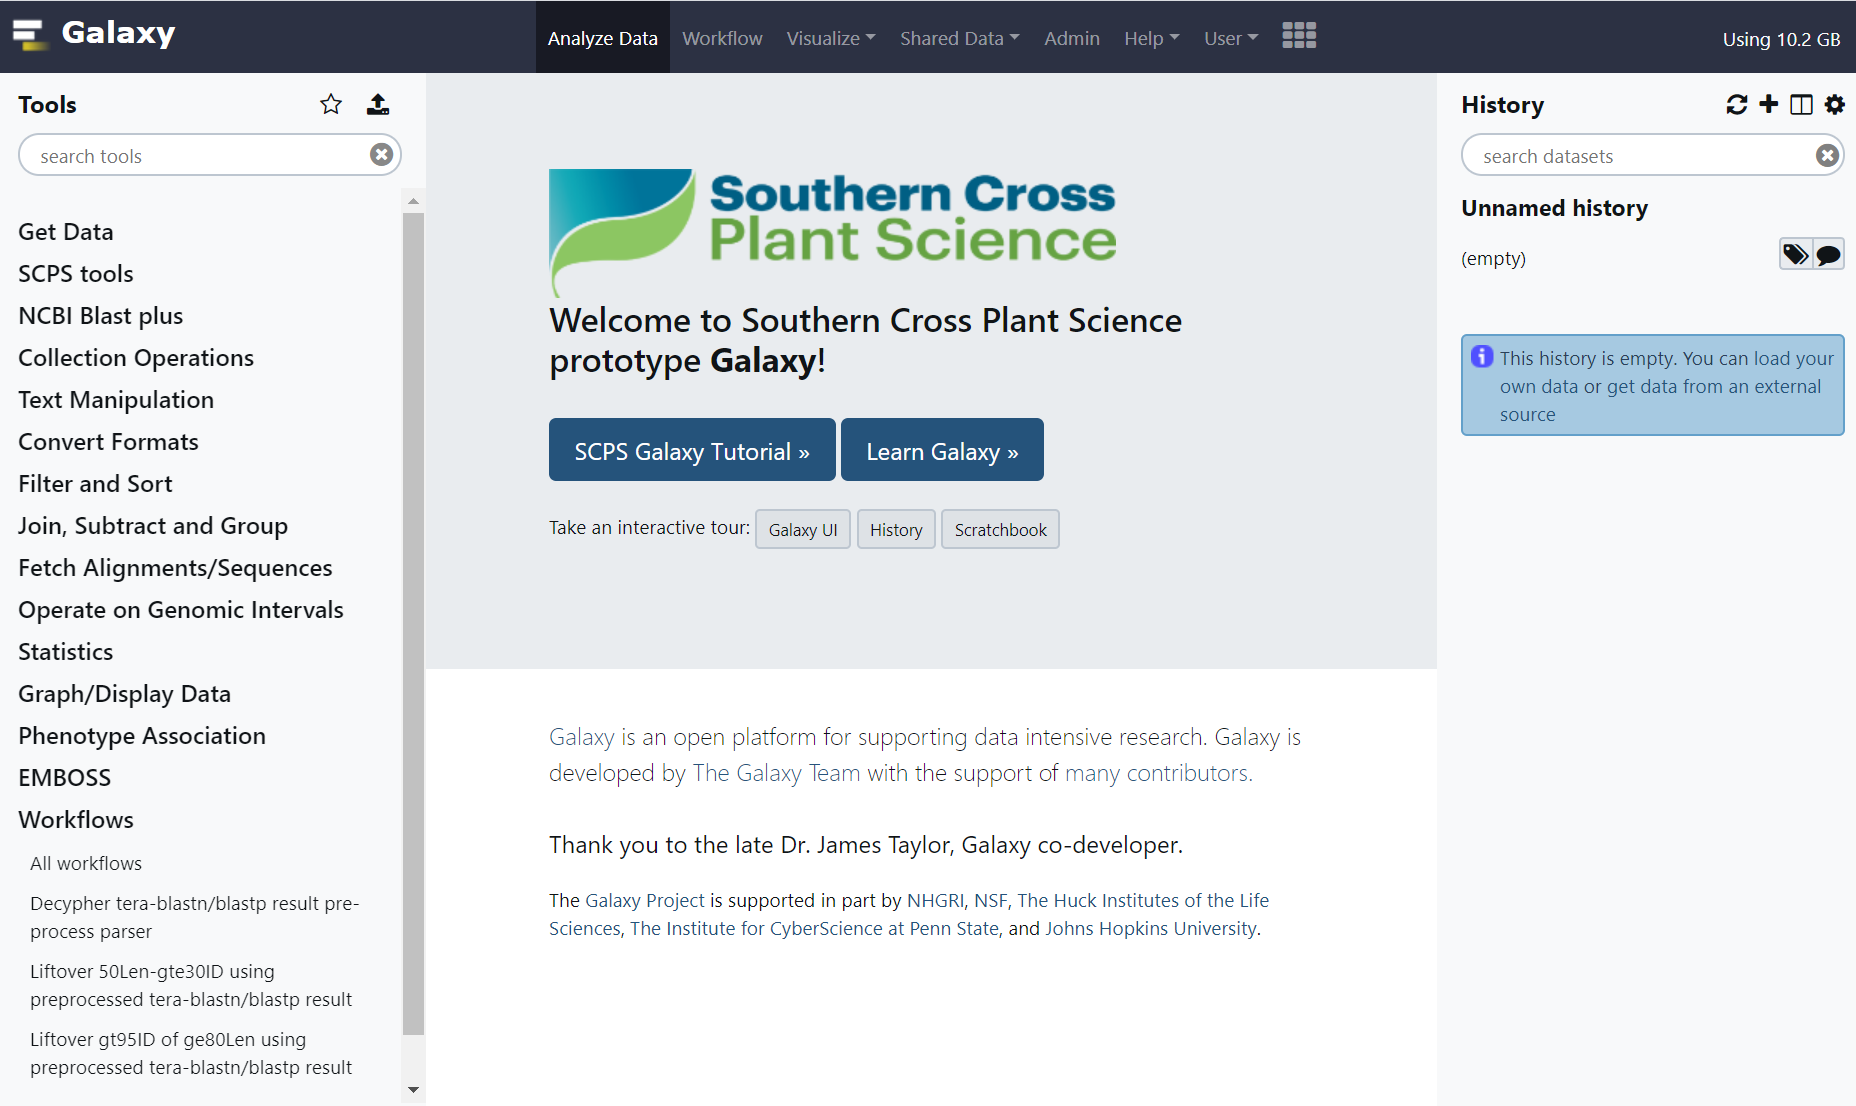 Galaxy
Analyze Data
Workflow
Visualize
Shared Data
Admin
Help
User
Using 10.2 GB
Tools
search tools
Get Data
SCPS tools
NCBI Blast plus
Collection Operations
Text Manipulation
Convert Formats
Filter and Sort
Join, Subtract and Group
Fetch Alignments/Sequences
Operate on Genomic Intervals
Statistics
Graph/Display Data
Phenotype Association
EMBOSS
Workflows
All workflows
Decypher tera-blastn/blastp result pre-
process parser
Liftover 50Len-gte30ID using
preprocessed tera-blastn/blastp result
Liftover gt95ID of ge80Len using
preprocessed tera-blastn/blastp result
Southern Cross
Plant Science
Welcome to Southern Cross Plant Science
prototype Galaxy!
SCPS Galaxy Tutorial »
Learn Galaxy »
Take an interactive tour:
Galaxy UI
History
Scratchbook
Galaxy is an open platform for supporting data intensive research. Galaxy is
developed by The Galaxy Team with the support of many contributors.
Thank you to the late Dr. James Taylor, Galaxy co-developer.
The Galaxy Project is supported in part by NHGRI, NSF, The Huck Institutes of the Life
Sciences, The Institute for CyberScience at Penn State, and Johns Hopkins University.
History
search datasets
Unnamed history
(empty)
This history is empty. You can load your
own data or get data from an external
source